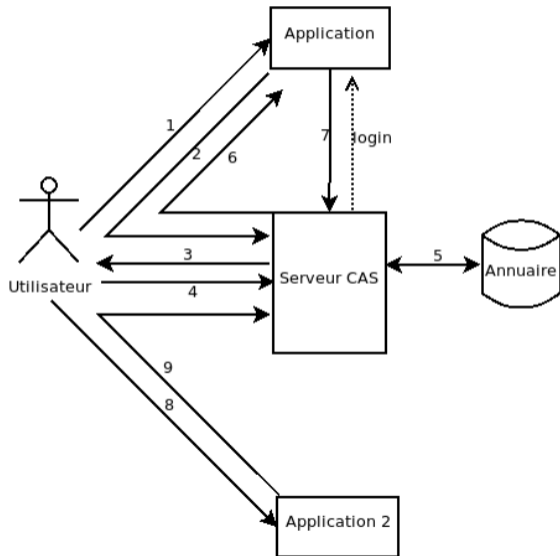 Application
1
2
6
7
login
3
Serveur CAS
5
Annuaire
Utilisateur
4
9
8
Application 2